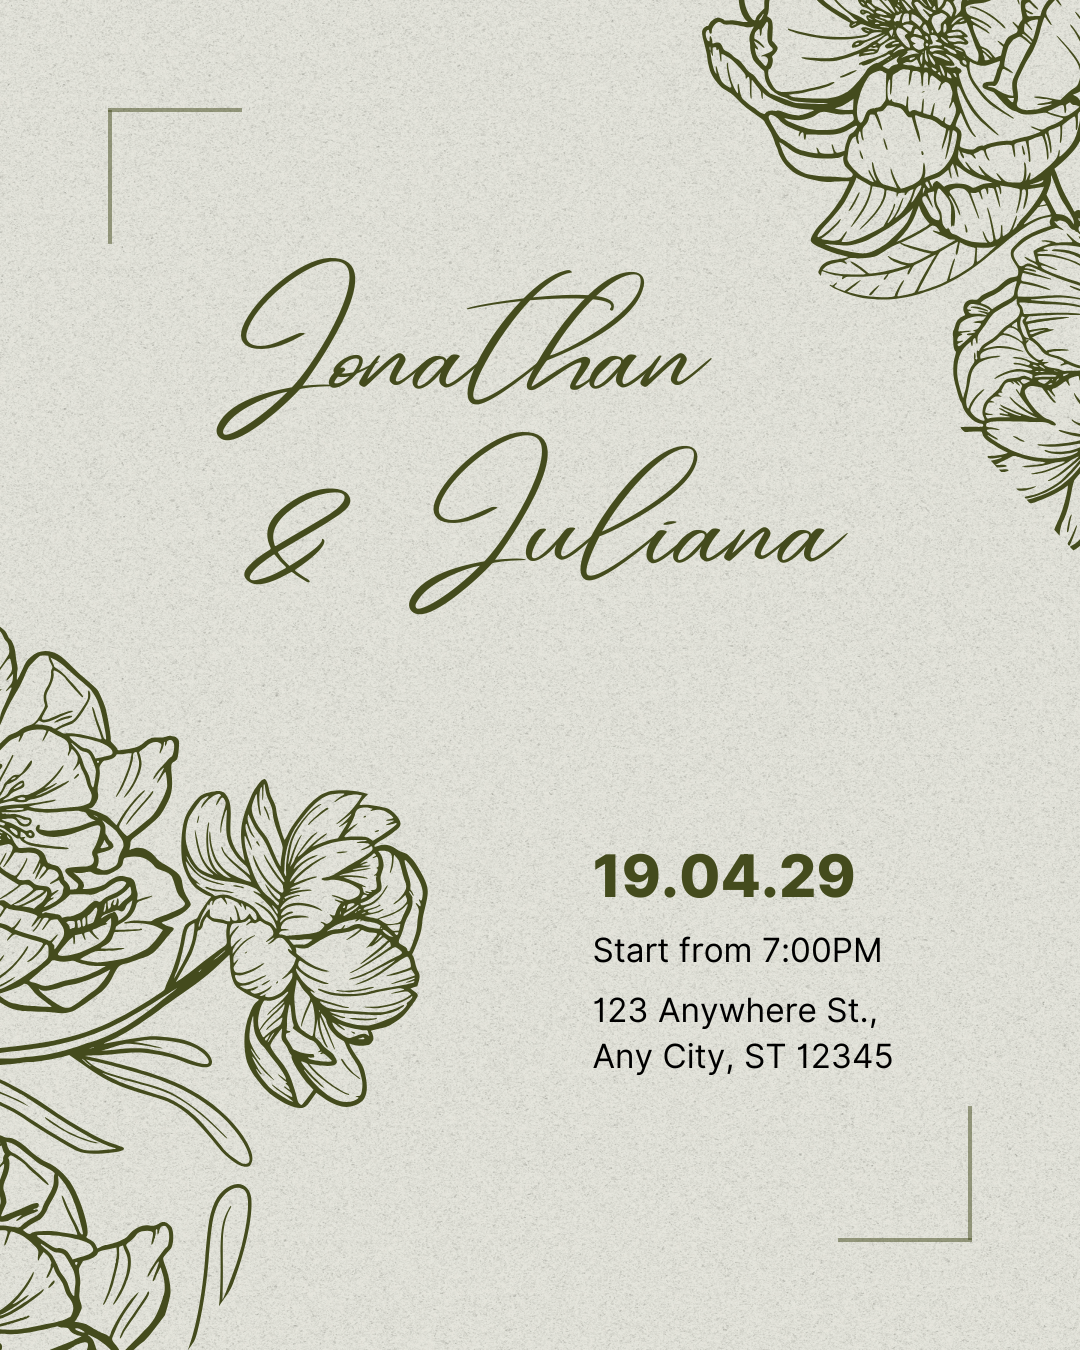 Jonathan
& Juliana
19.04.29
Start from 7:00PM
123 Anywhere St.,
Any City, ST 12345